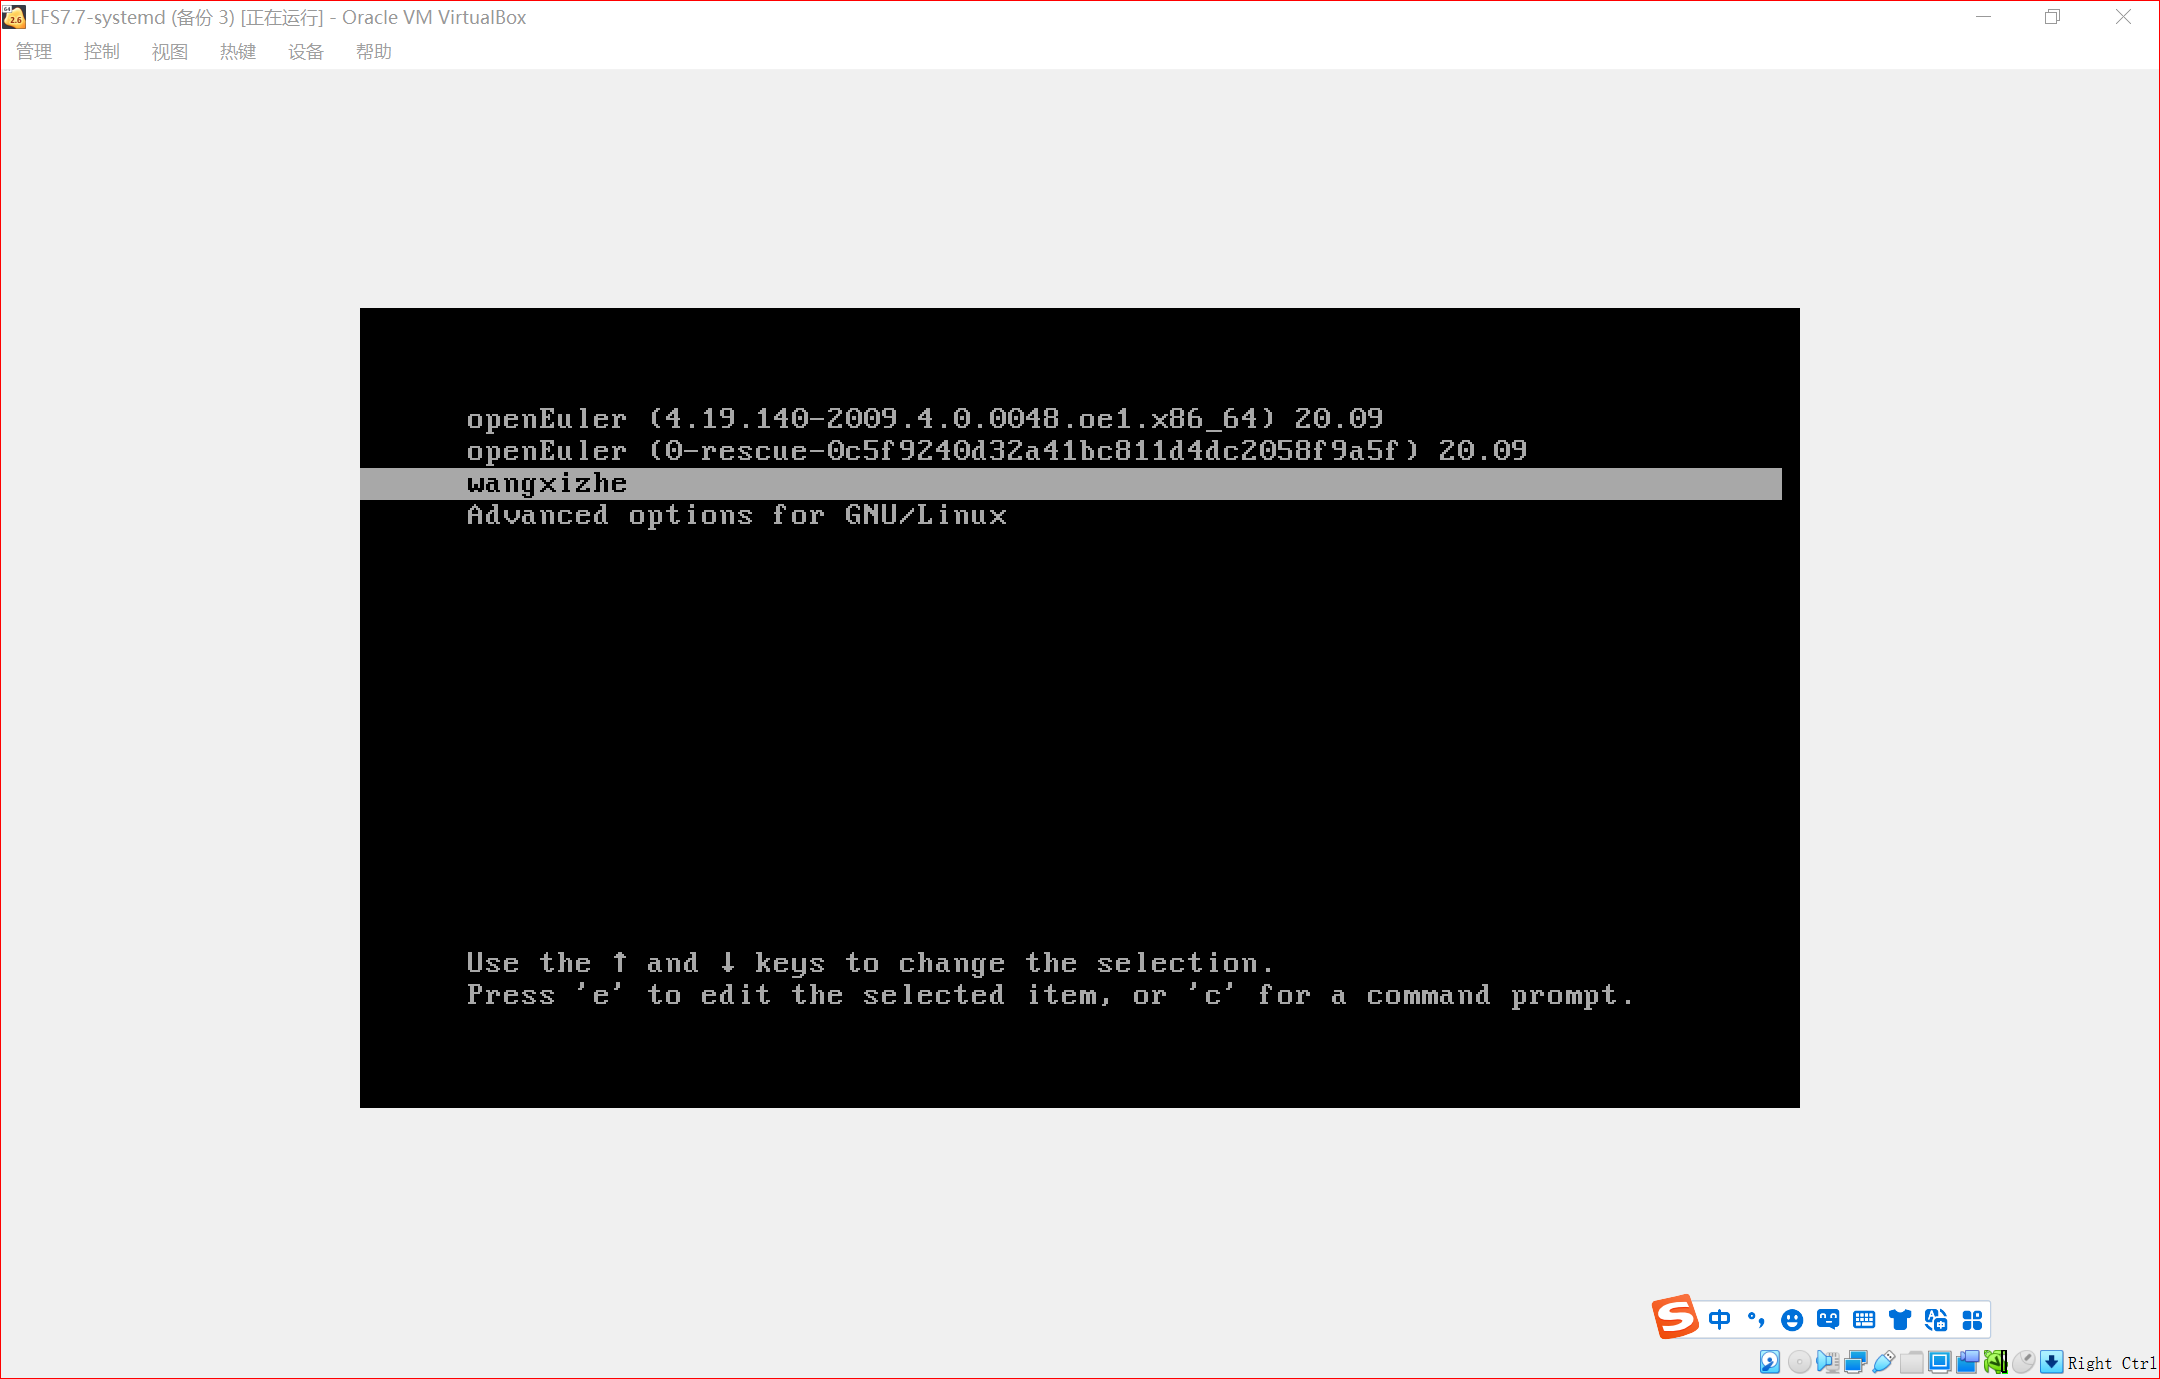 LFS7.7-systemd (备份 3) [正在运行] - Oracle VM VirtualBox
管理 控制 视图 热键 设备 帮助
openEuler (4.19.140-2009.4.0.0048.oe1.x86_64) 20.09
openEuler (0-rescue-0c5f9240d32a41bc811d4dc2058f9a5f) 20.09
wangxizhe
Advanced options for GNU/Linux
Use the ↑ and ↓ keys to change the selection.
Press 'e' to edit the selected item, or 'c' for a command prompt.
中 °,
Right Ctrl